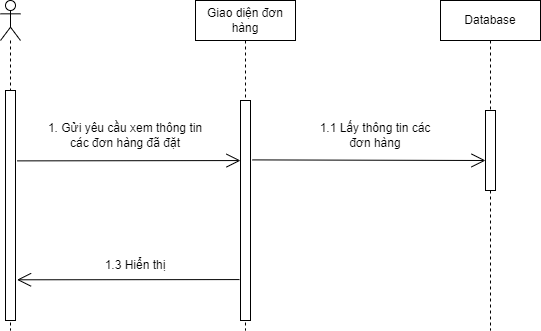 Giao diện đơn
hàng
Database
1. Gửi yêu cầu xem thông tin
các đơn hàng đã đặt
1.1 Lấy thông tin các
đơn hàng
1.3 Hiển thị